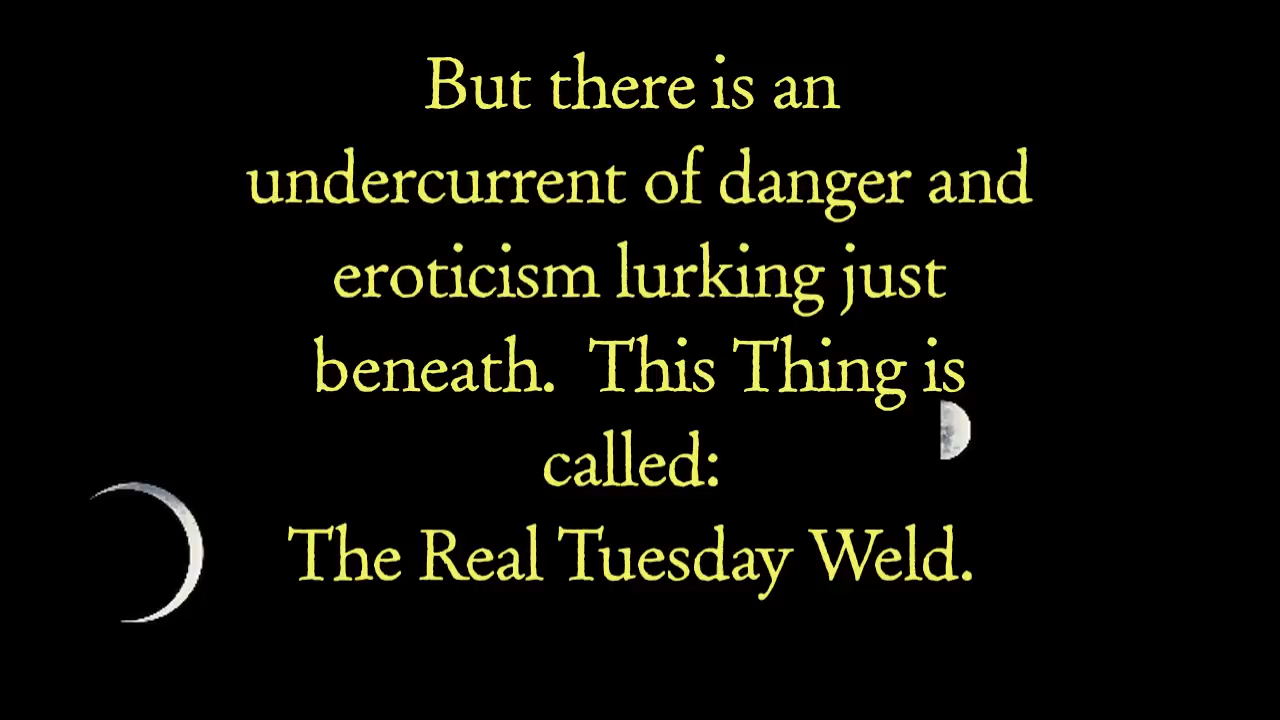 But there is an
undercurrent of danger and
eroticism lurking just
beneath.  This Thing is
called:
The Real Tuesday Weld.